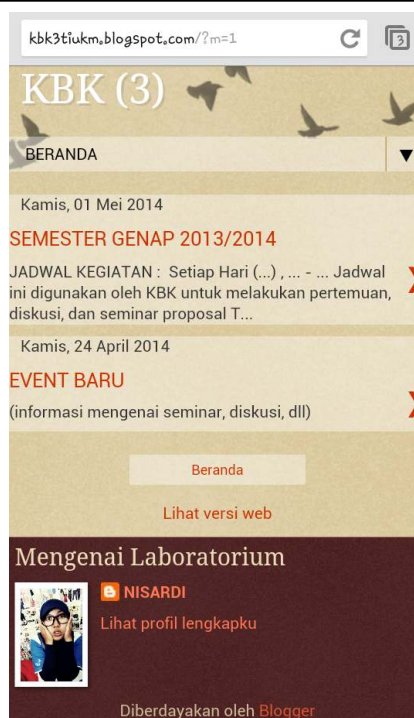 kbk3tiukm.blogspot.com/?m=1
3
KBK (3)
BERANDA
Kamis, 01 Mei 2014
SEMESTER GENAP 2013/2014
JADWAL KEGIATAN : Setiap Hari (...) , ... - ... Jadwal
ini digunakan oleh KBK untuk melakukan pertemuan,
diskusi, dan seminar proposal T...
Kamis, 24 April 2014
EVENT BARU
(informasi mengenai seminar, diskusi, dll)
Beranda
Lihat versi web
Mengenai Laboratorium
NISARDI
Lihat profil lengkapku
Diberdayakan oleh Blogger